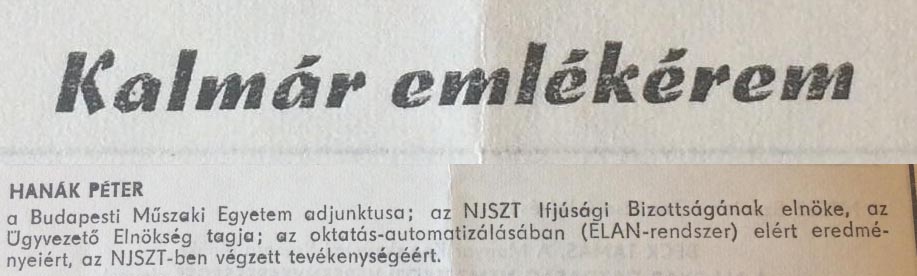 Kalmár emlékérem
HANÁK PÉTER
a Budapesti Műszaki Egyetem adjunktusa; az NJSZT Ifjúsági Bizottságának elnöke, az
Ügyvezető Elnökség tagja; az oktatás-automatizálásában (ELAN-rendszer) elért eredmé-
nyeiért, az NJSZT-ben végzett tevékenységéért.